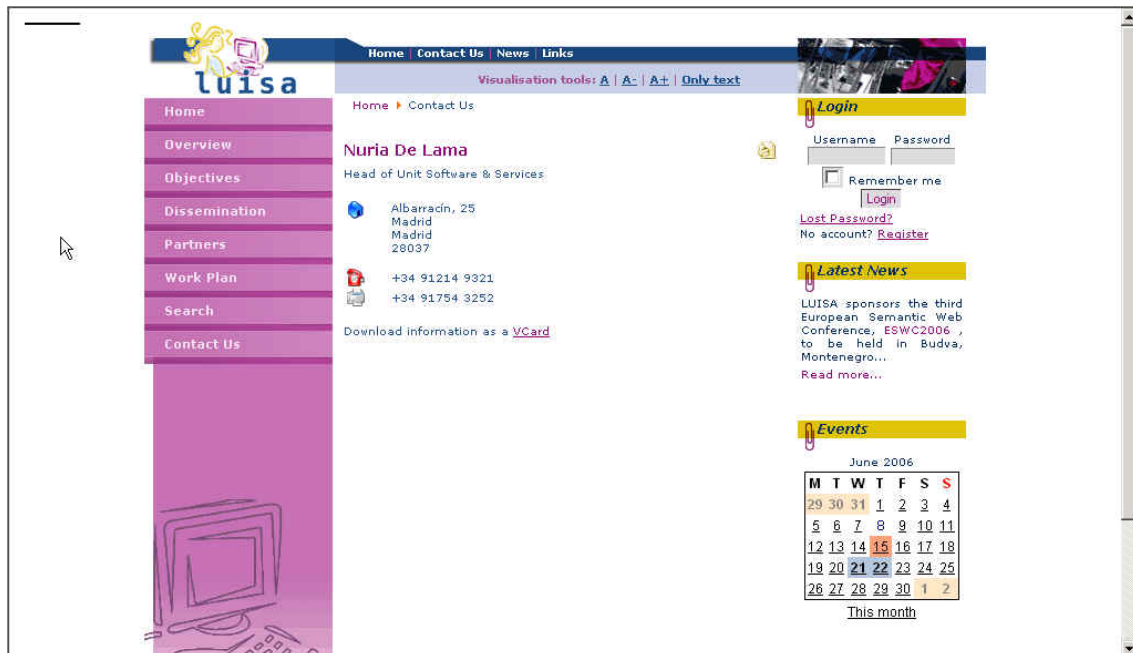 luisa
Home | Contact Us | News | Links
Visualisation tools: A | A- | A+ | Only text
Home
Overview
Objectives
Dissemination
Partners
Work Plan
Search
Contact Us
Home Contact Us
Nuria De Lama
Head of Unit Software & Services
Albarracín, 25
Madrid
Madrid
28037
+34 91214 9321
+34 91754 3252
Download information as a VCard
Login
Username Password
Remember me
Login
Lost Password?
No account? Register
Latest News
LUISA sponsors the third
European Semantic Web
Conference, ESWC2006 ,
to be held in Budva,
Montenegro...
Read more...
Events
June 2006
M T W T F S S
29 30 31 1 2 3 4
5 6 7 8 9 10 11
12 13 14 15 16 17 18
19 20 21 22 23 24 25
26 27 28 29 30 1 2
This month